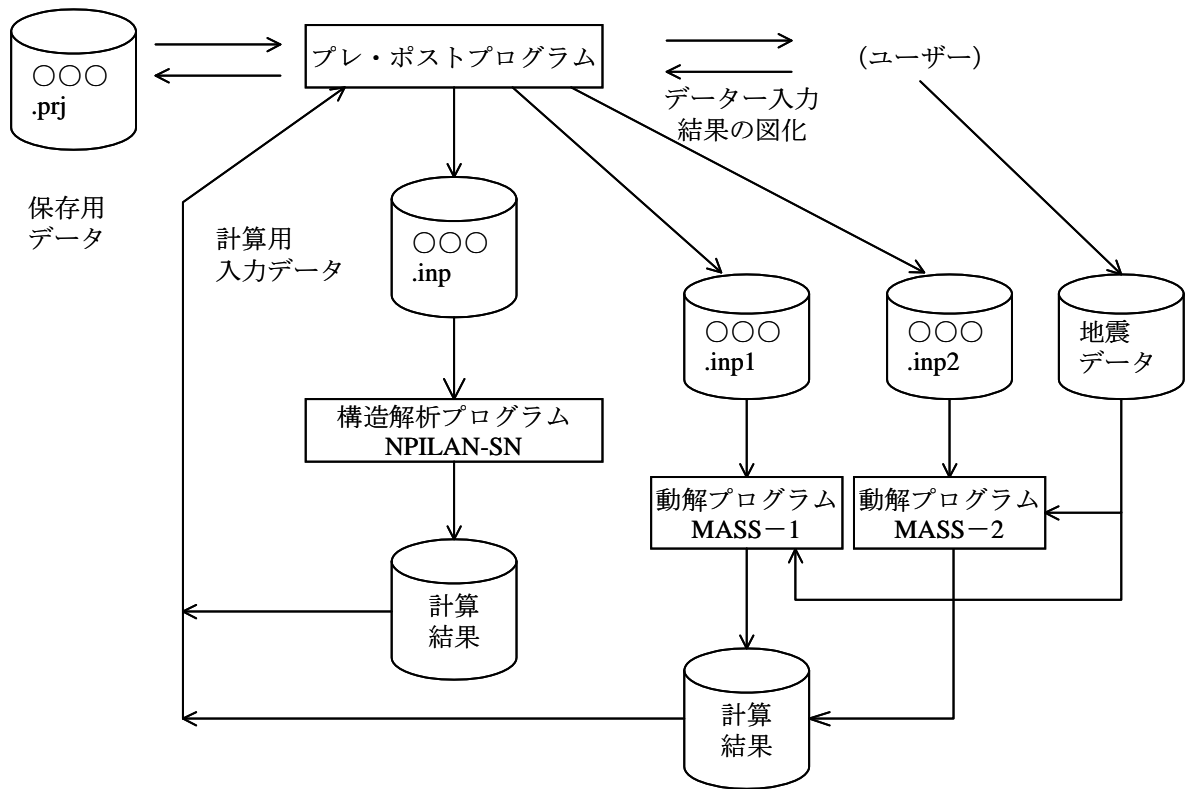 ○○○
.prj
保存用
データ
プレ・ポストプログラム
データー入力
結果の図化
(ユーザー)
計算用
入力データ
○○○
.inp
○○○
.inp1
○○○
.inp2
地震
データ
構造解析プログラム
NPILAN-SN
動解プログラム
MASS－1
動解プログラム
MASS－2
計算
結果
計算
結果